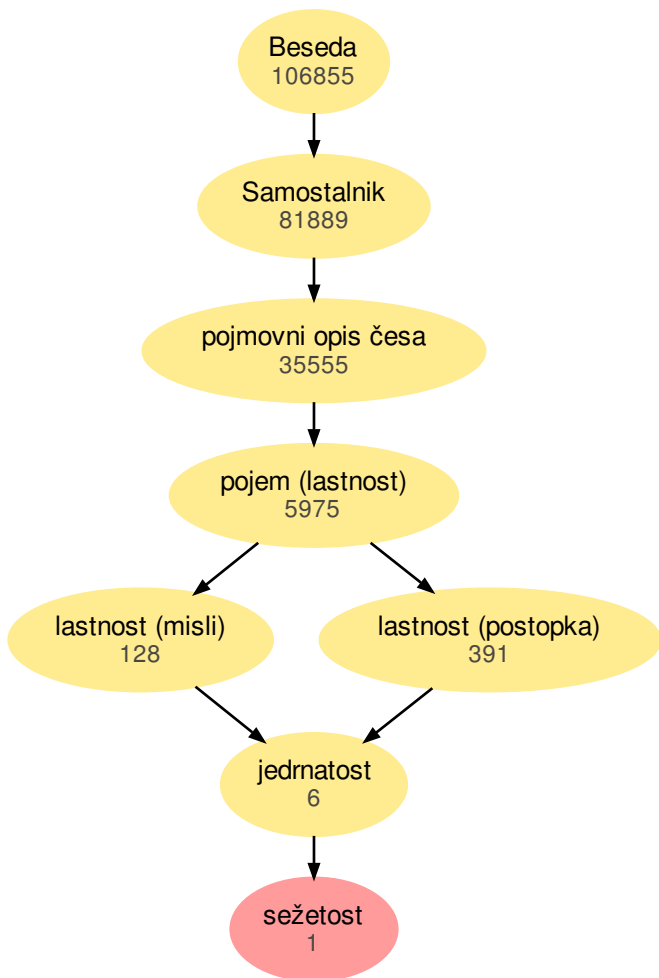 Beseda
106855
Samostalnik
81889
pojmovni opis česa
35555
pojem (lastnost)
5975
lastnost (misli)
128
lastnost (postopka)
391
jedrnatost
6
sežetost
1